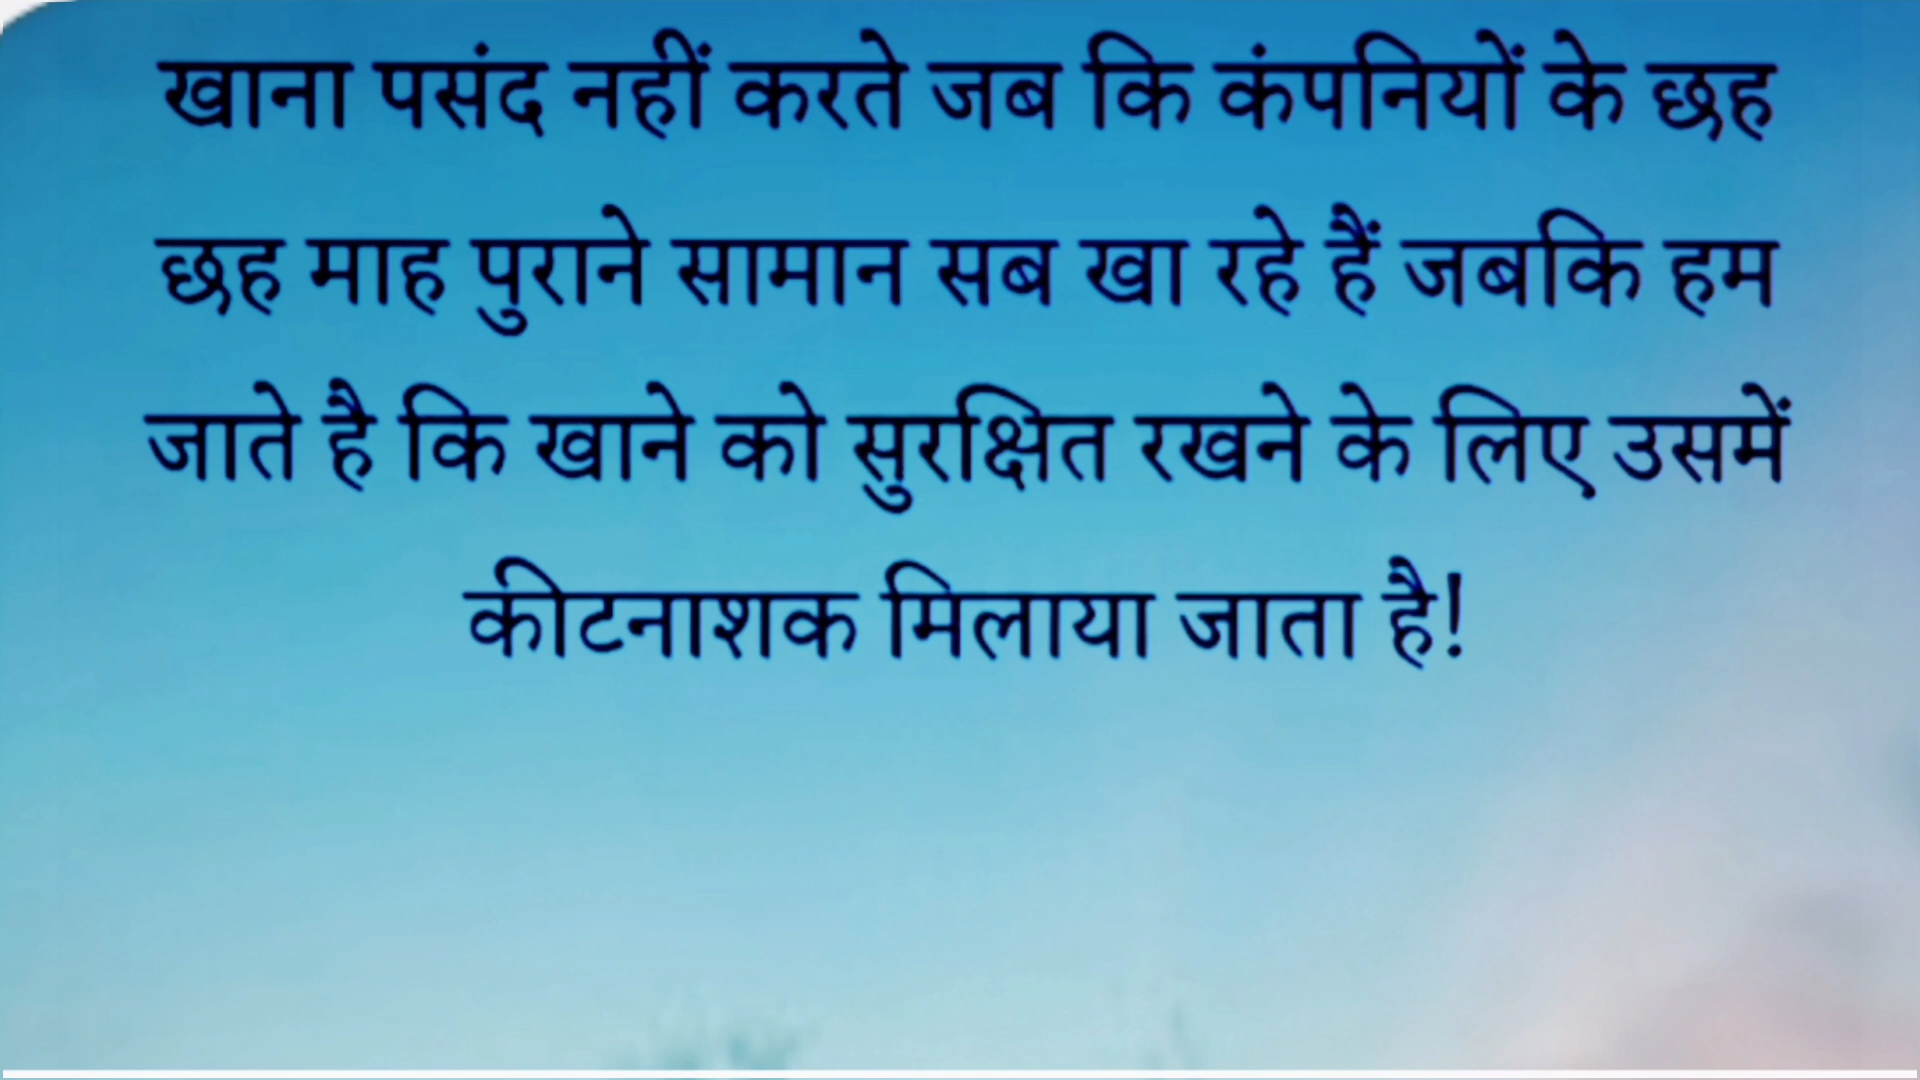 खाना पसंद नहीं करते जब कि कंपनियों के छह
छह माह पुराने सामान सब खा रहे हैं जबकि हम
जाते है कि खाने को सुरक्षित रखने के लिए उसमें
कीटनाशक मिलाया जाता है!